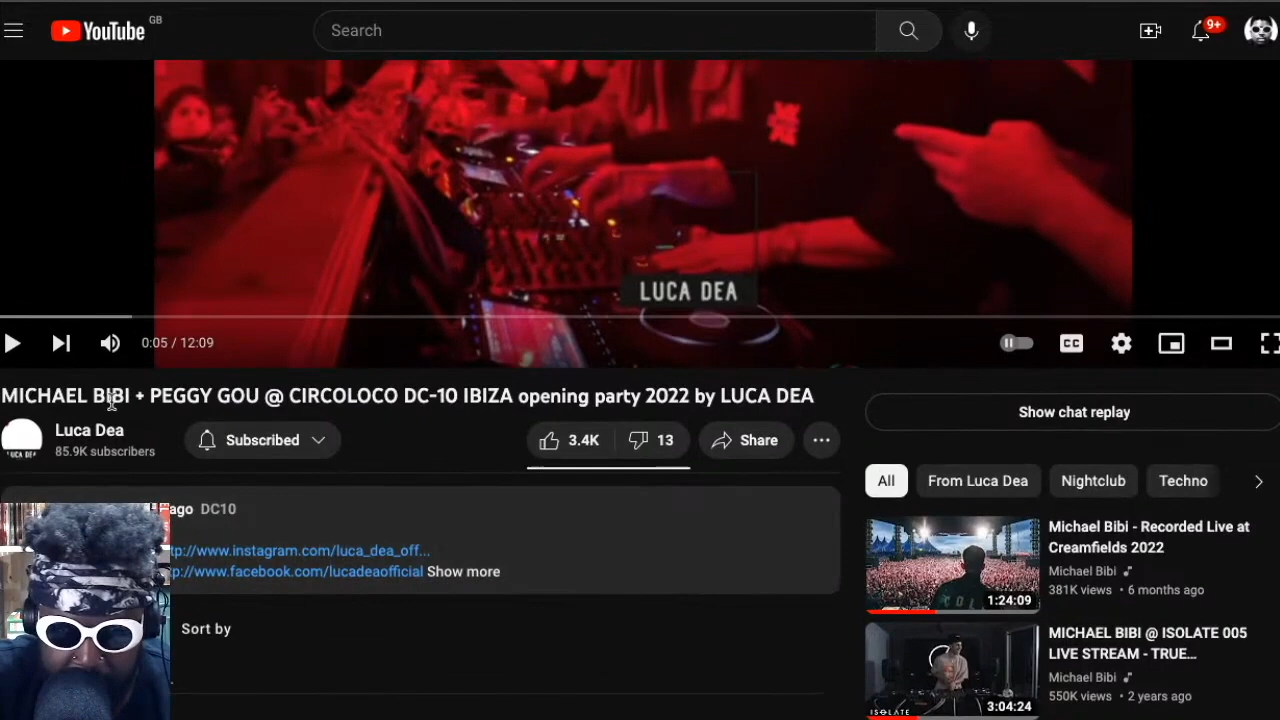 YouTube GB
Search
9+
LUCA DEA
0:05 / 12:09
CC
MICHAEL BIBI + PEGGY GOU @ CIRCOLOCO DC-10 IBIZA opening party 2022 by LUCA DEA
Luca Dea
85.9K subscribers
LUCA DEA
Subscribed
3.4K
13
Share
ago DC10
tp://www.instagram.com/luca_dea_off...
p://www.facebook.com/lucadeaofficial Show more
Sort by
Show chat replay
All
From Luca Dea
Nightclub
Techno
Michael Bibi - Recorded Live at
Creamfields 2022
Michael Bibi
381K views • 6 months ago
1:24:09
MICHAEL BIBI @ ISOLATE 005
LIVE STREAM - TRUE...
Michael Bibi
550K views • 2 years ago
ISOLATE
3:04:24